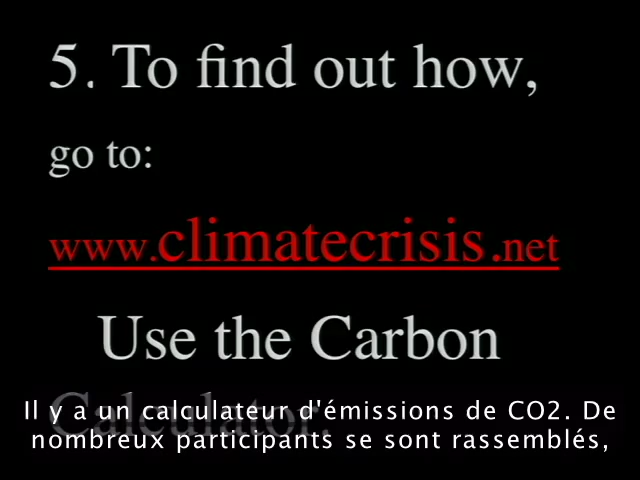 5. To find out how,
go to:
www.climatecrisis.net
Use the Carbon
Calculator.
Il y a un calculateur d'émissions de CO2. De
nombreux participants se sont rassemblés,